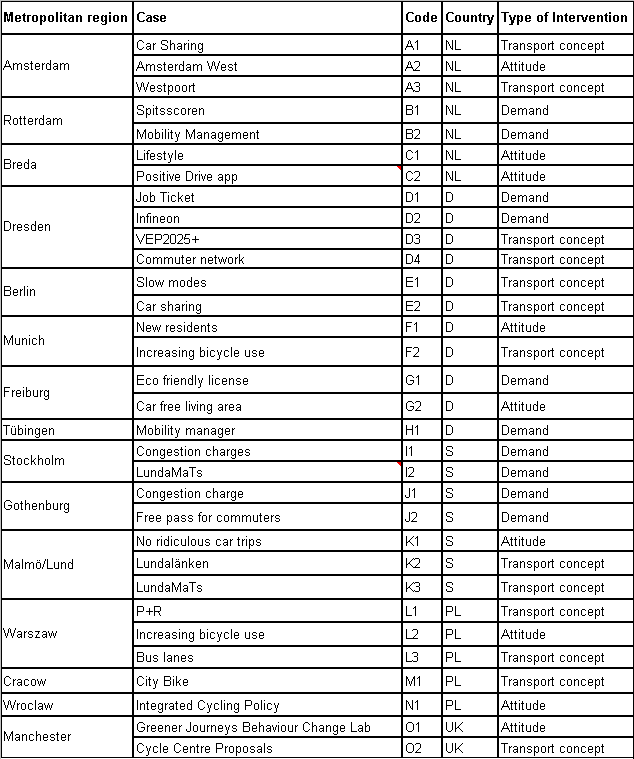 Metropolitan region Case Code Country Type of Intervention
Amsterdam Car Sharing A1 NL Transport concept
Amsterdam West A2 NL Attitude
Westpoort A3 NL Transport concept
Rotterdam Spitsscoren B1 NL Demand
Mobility Management B2 NL Demand
Breda Lifestyle C1 NL Attitude
Positive Drive app C2 NL Attitude
Dresden Job Ticket D1 D Demand
Infineon D2 D Demand
VEP2025+ D3 D Transport concept
Commuter network D4 D Transport concept
Berlin Slow modes E1 D Transport concept
Car sharing E2 D Transport concept
Munich New residents F1 D Attitude
Increasing bicycle use F2 D Transport concept
Freiburg Eco friendly license G1 D Demand
Car free living area G2 D Attitude
Tübingen Mobility manager H1 D Demand
Stockholm Congestion charges I1 S Demand
LundaMaTs I2 S Demand
Gothenburg Congestion charge J1 S Demand
Free pass for commuters J2 S Demand
Malmö/Lund No ridiculous car trips K1 S Attitude
Lundalänken K2 S Transport concept
LundaMaTs K3 S Transport concept
Warszaw P+R L1 PL Transport concept
Increasing bicycle use L2 PL Attitude
Bus lanes L3 PL Transport concept
Cracow City Bike M1 PL Transport concept
Wroclaw Integrated Cycling Policy N1 PL Attitude
Manchester Greener Journeys Behaviour Change Lab O1 UK Attitude
Cycle Centre Proposals O2 UK Transport concept